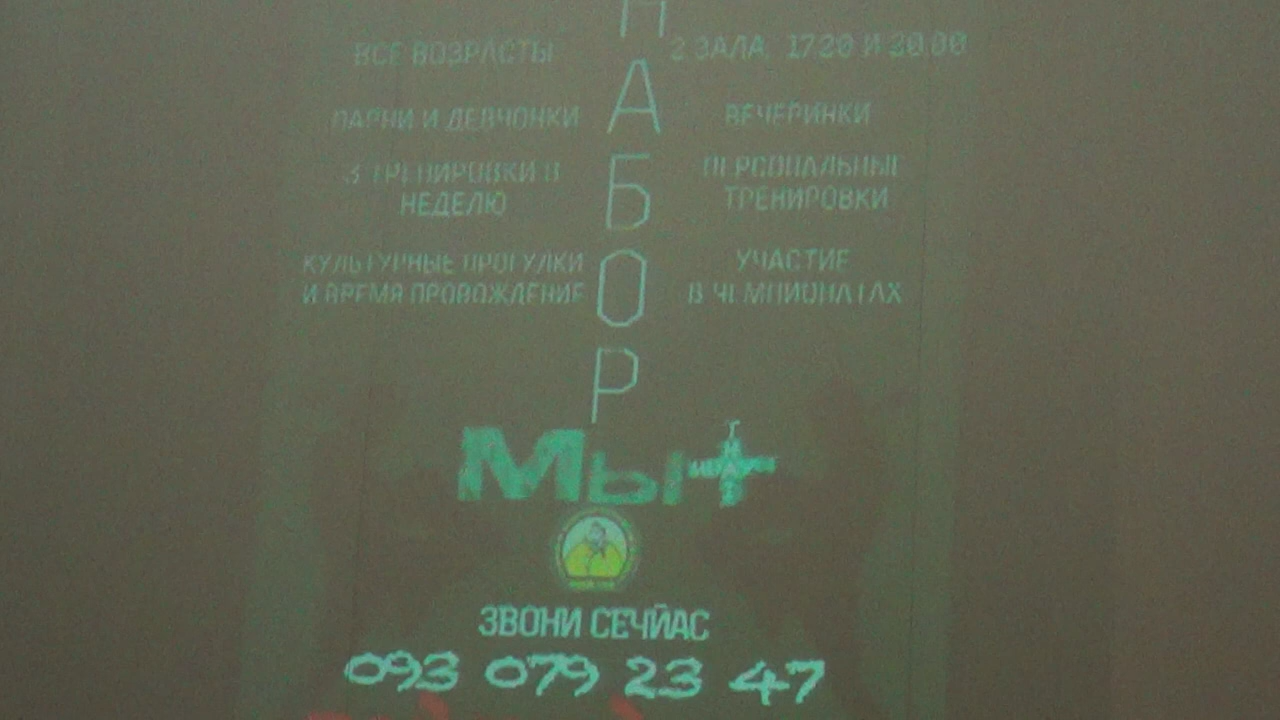 НАБОР
ВСЕ ВОЗРАСТЫ
ПАРНИ И ДЕВЧОНКИ
3 ТРЕНИРОВКИ В
НЕДЕЛЮ
КУЛЬТУРНЫЕ ПРОГУЛКИ
И ВРЕМЯ ПРОВОЖДЕНИЕ
2 ЗАЛА: 17 20 И 20 00
ВЕЧЕРИНКИ
ПЕРСОНАЛЬНЫЕ
ТРЕНИРОВКИ
УЧАСТИЕ
В ЧЕМПИОНАТАХ
Мы+
ЗВОНИ СЕЧЙАС
093 079 23 47